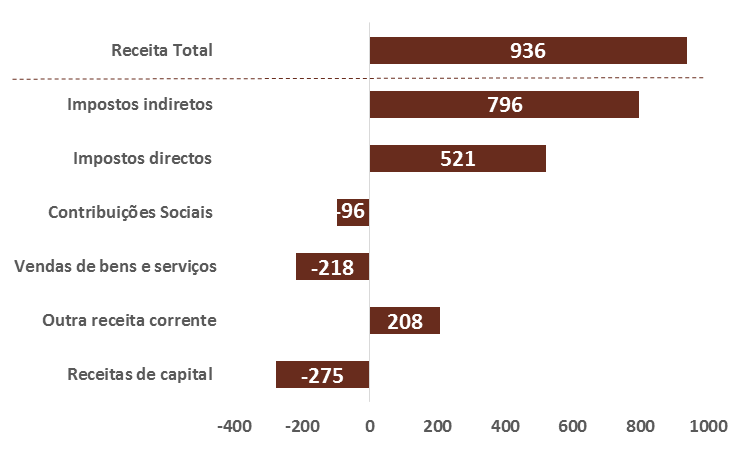 Receita Total 936
Impostos indiretos 796
Impostos directos 521
Contribuições Sociais -96
Vendas de bens e serviços -218
Outra receita corrente 208
Receitas de capital -275
-400 -200 0 200 400 600 800 1000